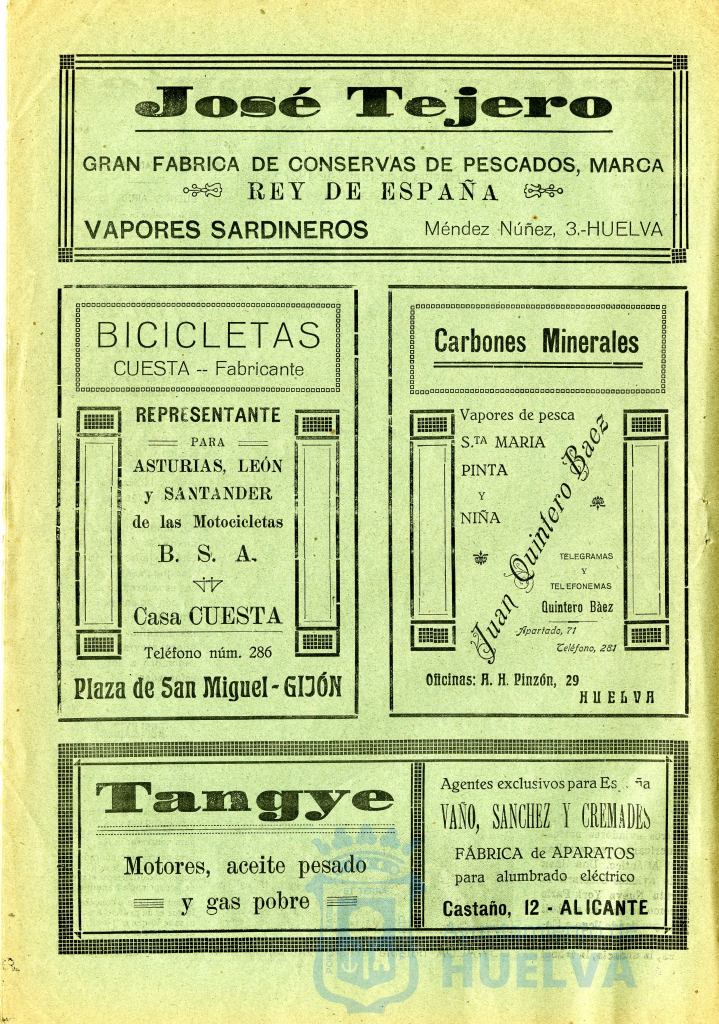 José Tejero
GRAN FABRICA DE CONSERVAS DE PESCADOS, MARCA
REY DE ESPAÑA
VAPORES SARDINEROS
Méndez Núñez, 3.-HUELVA
BICICLETAS
CUESTA -- Fabricante
REPRESENTANTE
PARA
ASTURIAS, LEÓN
y SANTANDER
de las Motocicletas
B. S. A.
Casa CUESTA
Teléfono núm. 286
Plaza de San Miguel - GIJÓN
Carbones Minerales
Vapores de pesca
S.TA MARIA
PINTA
Y
NIÑA
Juan Quintero Baez
TELEGRAMAS
Y
TELEFONEMAS
Quintero Bàez
Apartado, 71
Teléfono, 281
Oficinas: A. H. Pinzón, 29
HUELVA
Tangye
Motores, aceite pesado
y gas pobre
Agentes exclusivos para
VAÑO, SANCHEZ Y CREMADES
FÁBRICA de APARATOS
para alumbrado eléctrico
Castaño, 12 - ALICANTE
HUELVA